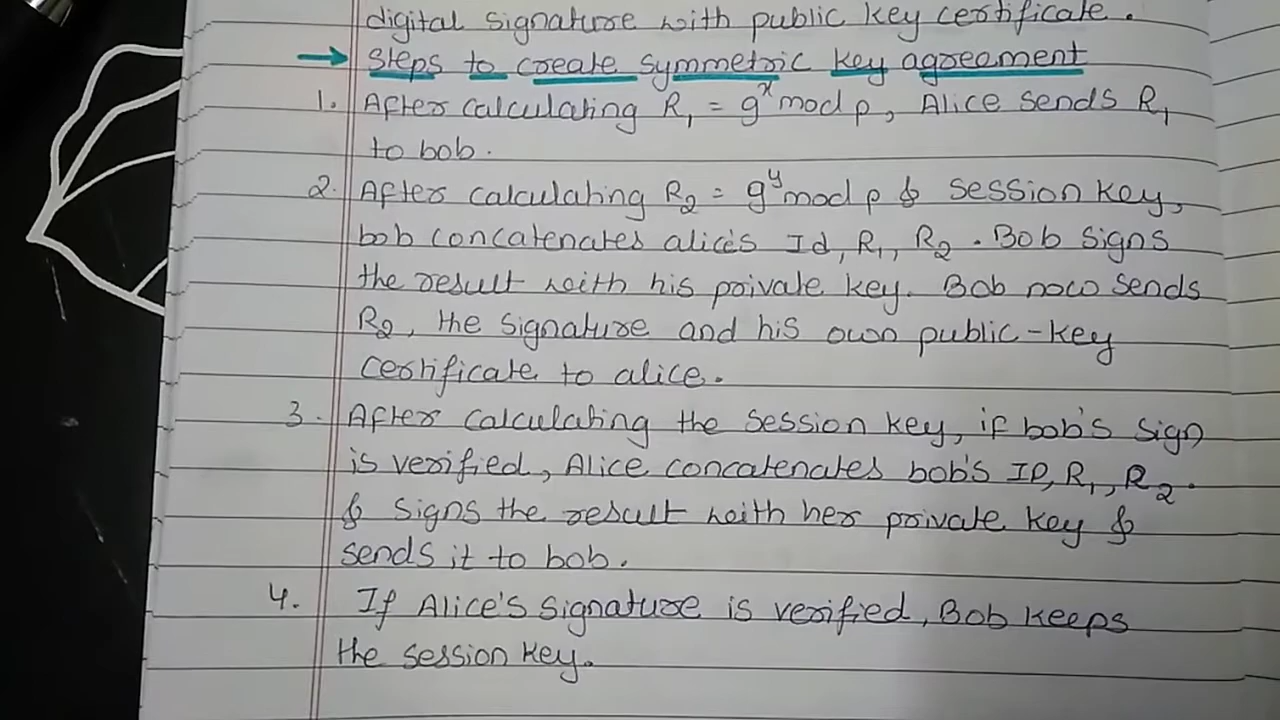 digital signature with public key certificate.
→ Steps to create symmetric key agreement
1. After calculating R₁ = gˣ mod p, Alice sends R₁
to bob.
2. After calculating R₂ = gʸ mod p & session key,
bob concatenates alice's Id, R₁, R₂. Bob signs
the result with his private key. Bob now sends
R₂, the signature and his own public-key
certificate to alice.
3. After calculating the session key, if bob's sign
is verified, Alice concatenates bob's ID, R₁, R₂.
& signs the result with her private key &
sends it to bob.
4. If Alice's signature is verified, Bob keeps
the session key.